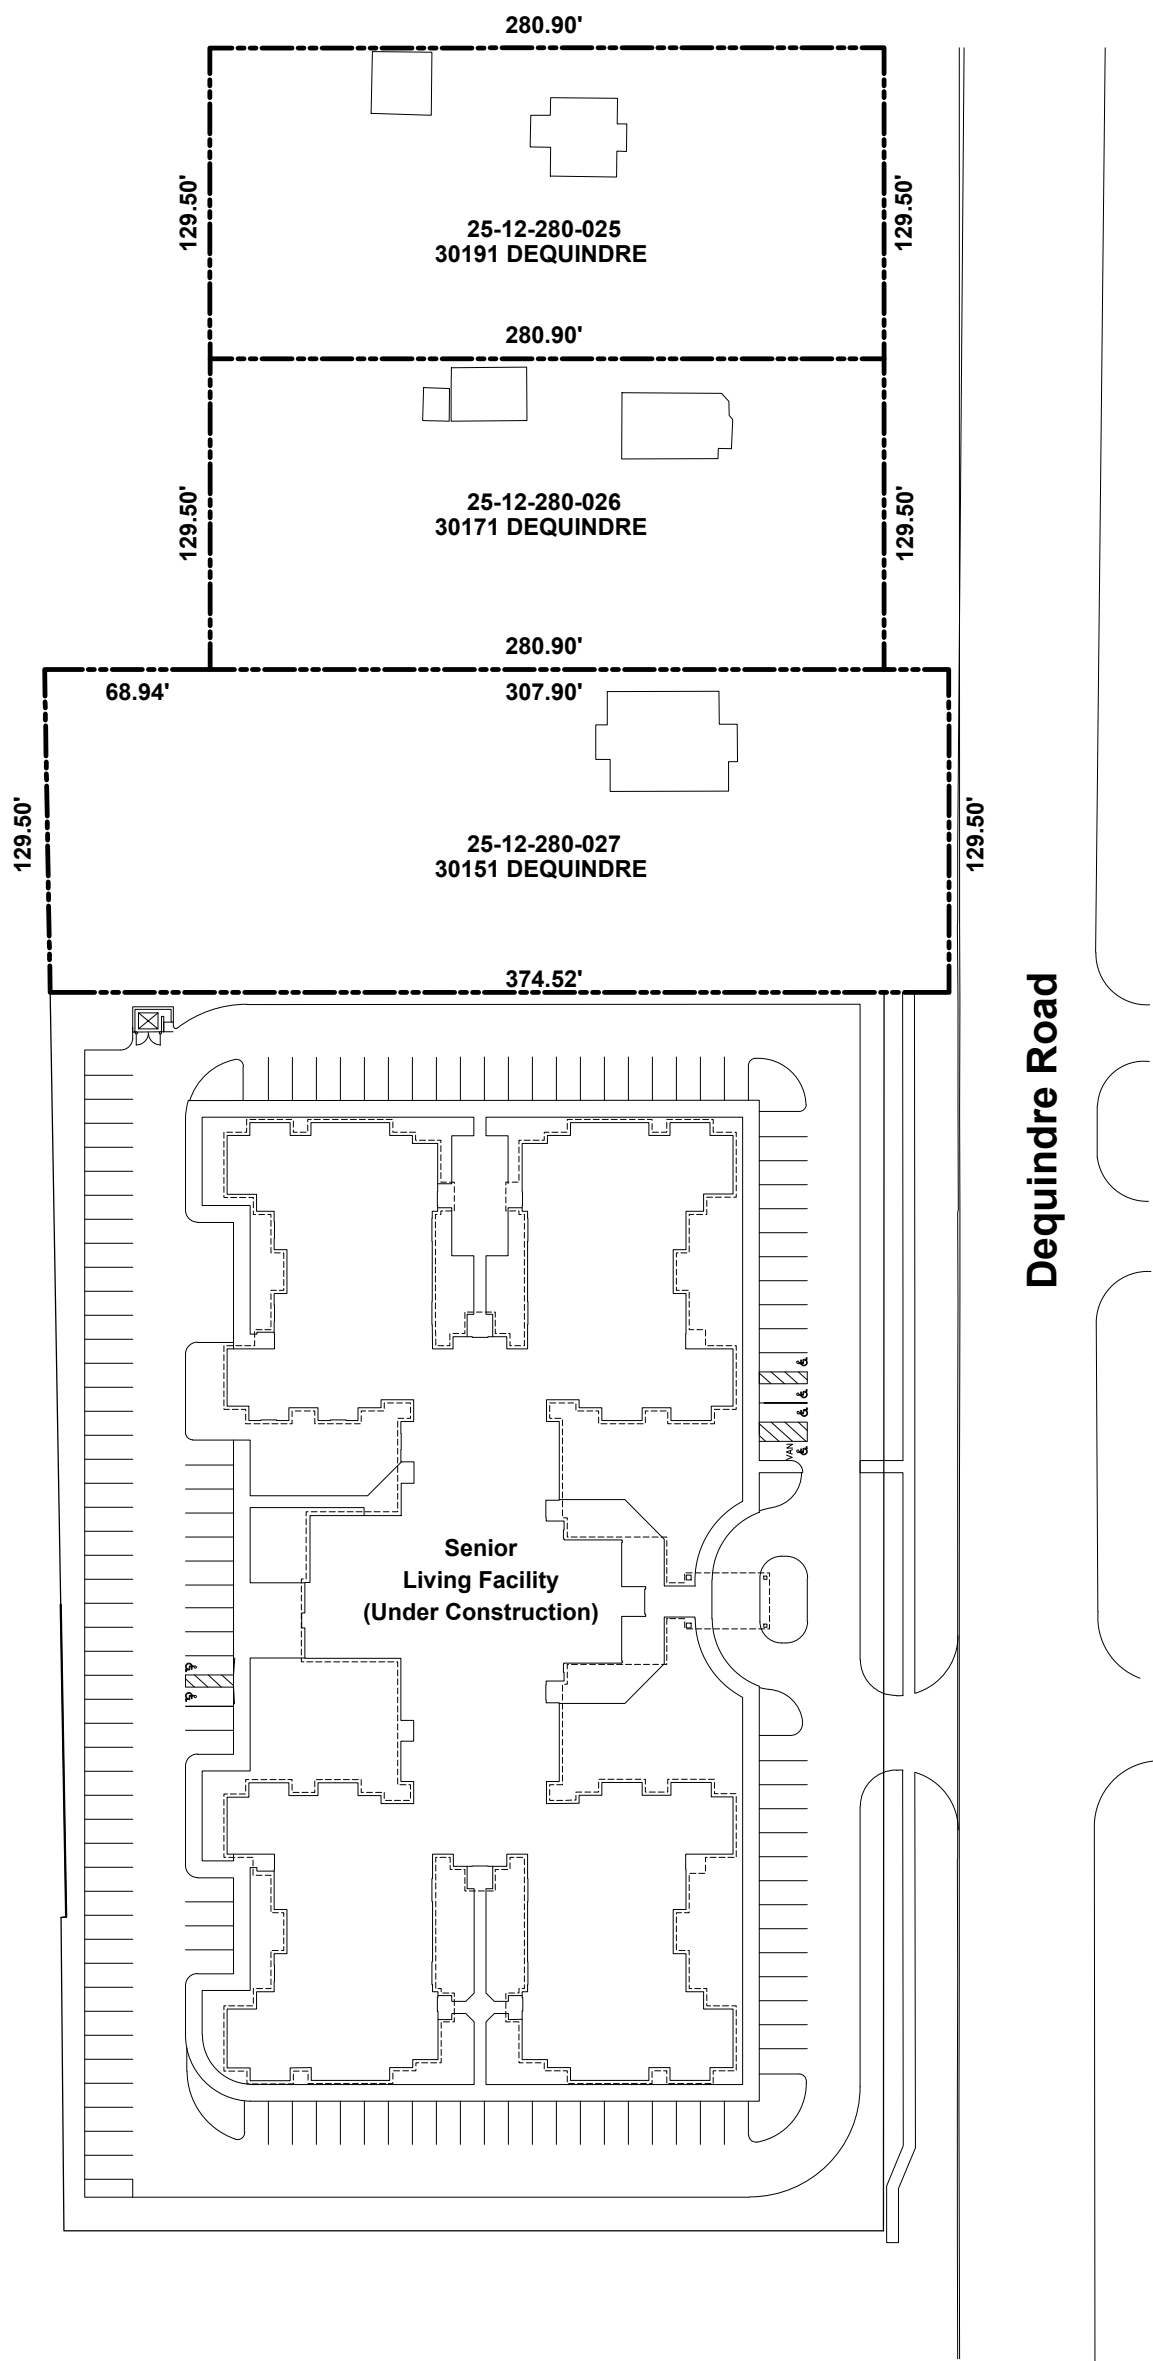 280.90'
129.50'
129.50'
25-12-280-025
30191 DEQUINDRE
280.90'
129.50'
129.50'
25-12-280-026
30171 DEQUINDRE
280.90'
68.94'
307.90'
129.50'
129.50'
25-12-280-027
30151 DEQUINDRE
374.52'
Dequindre Road
VAN
Senior
Living Facility
(Under Construction)